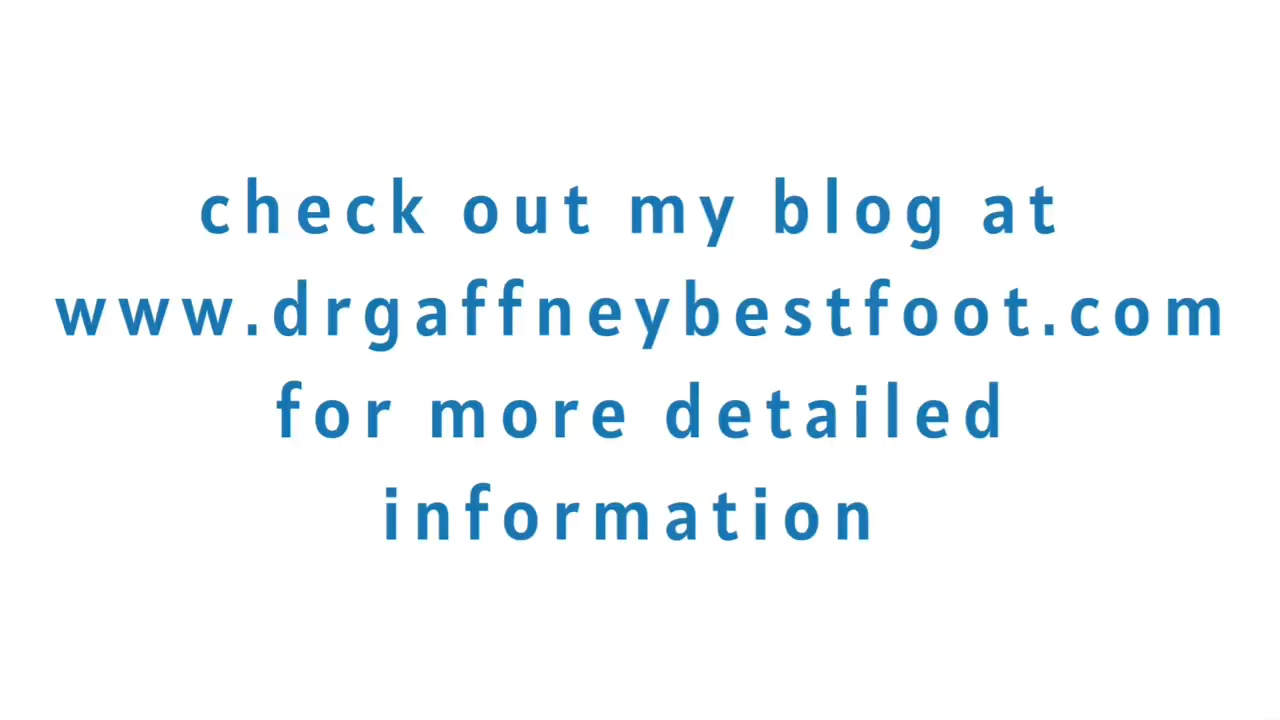 check out my blog at
www.drgaffneybestfoot.com
for more detailed
information